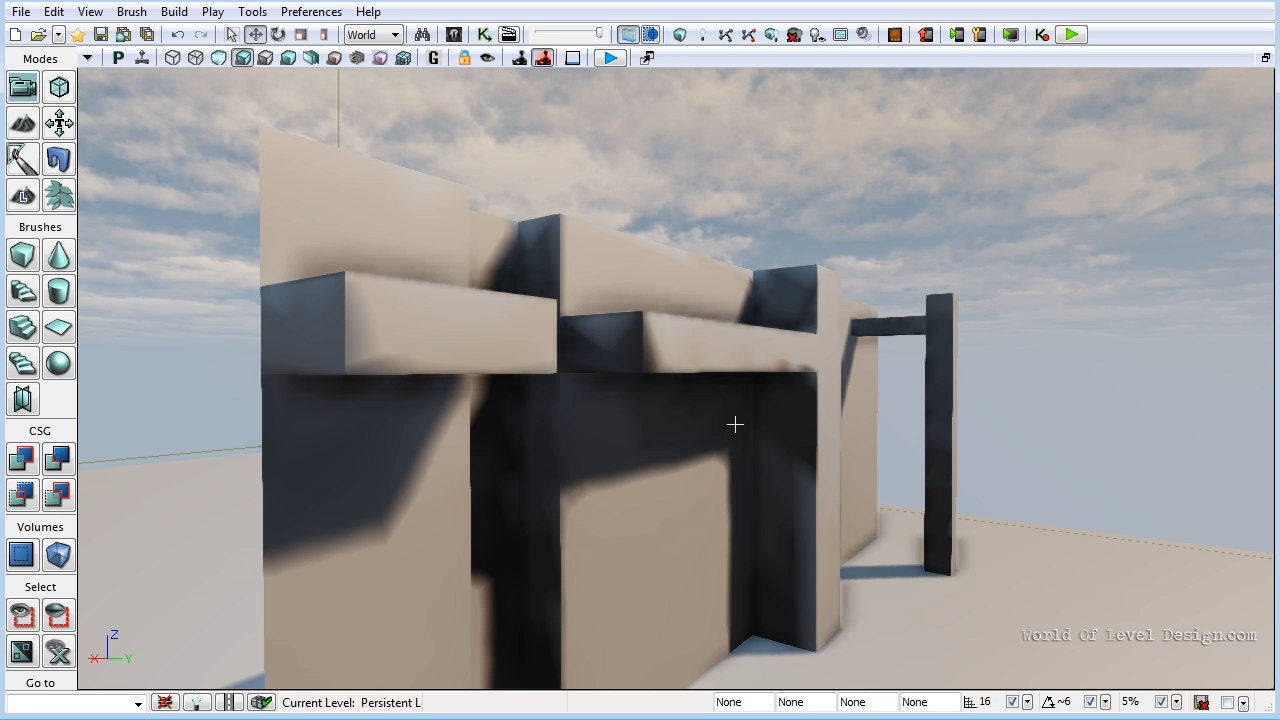 File Edit View Brush Build Play Tools Preferences Help
World
Modes
P
G
L
Brushes
CSG
Volumes
Select
Go to
Z
X Y
World Of Level Design.com
Current Level: Persistent L
None None None None 16 ~6 5%